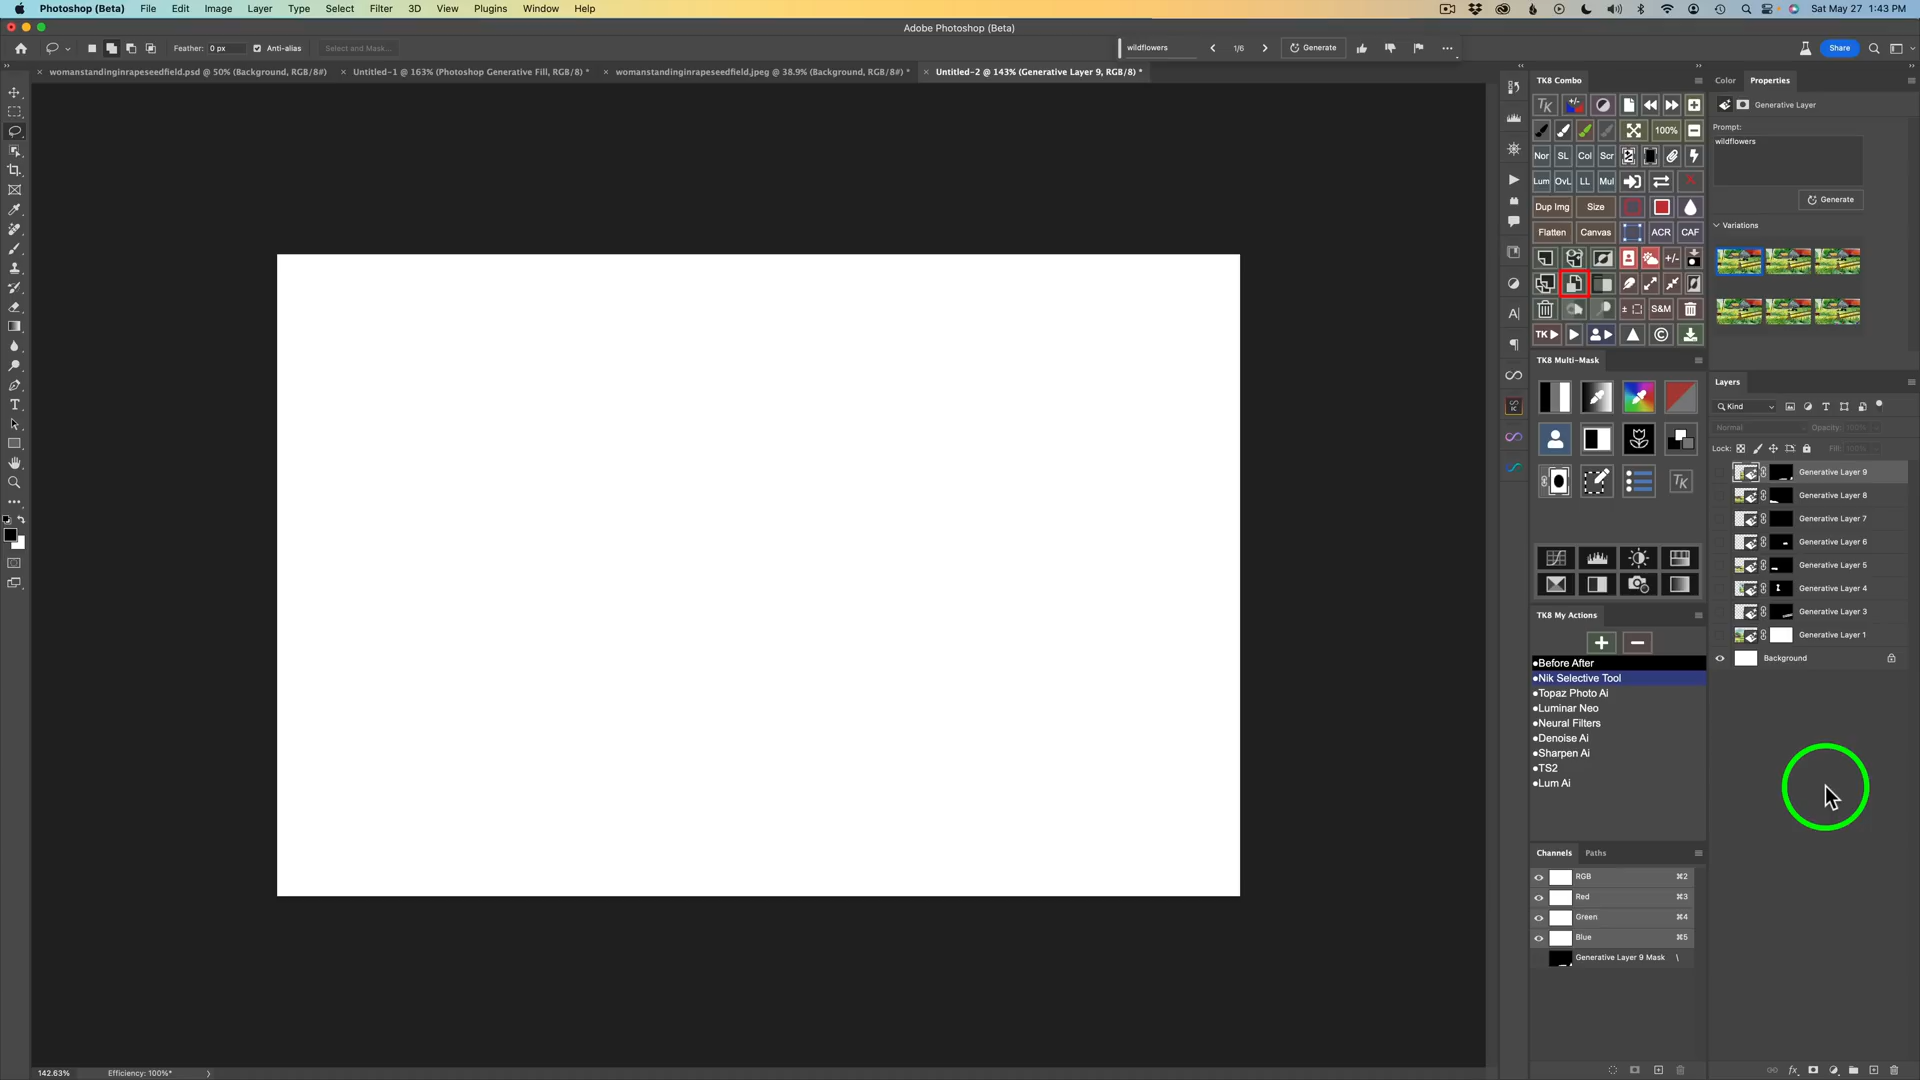 Photoshop (Beta) File Edit Image Layer Type Select Filter 3D View Plugins Window Help
Sat May 27 1:43 PM
Adobe Photoshop (Beta)
Feather: 0 px Anti-alias Select and Mask...
wildflowers 1/6 Generate
Share
womanstandinginrapeseedfield.psd @ 50% (Background, RGB/8#)
Untitled-1 @ 163% (Photoshop Generative Fill, RGB/8) *
womanstandinginrapeseedfield.jpeg @ 38.9% (Background, RGB/8#) *
Untitled-2 @ 143% (Generative Layer 9, RGB/8) *
TK8 Combo
TK +/-
100%
Nor SL Col Scr
Lum OvL LL Mul
Dup Img Size
Flatten Canvas ACR CAF
+/-
S&M
TK
TK8 Multi-Mask
TK
TK8 My Actions
●Before After
●Nik Selective Tool
●Topaz Photo Ai
●Luminar Neo
●Neural Filters
●Denoise Ai
●Sharpen Ai
●TS2
●Lum Ai
Channels Paths
RGB ⌘2
Red ⌘3
Green ⌘4
Blue ⌘5
Generative Layer 9 Mask \
Color Properties
Generative Layer
Prompt:
wildflowers
Generate
Variations
Layers
Kind
Normal Opacity: 100%
Lock: Fill: 100%
Generative Layer 9
Generative Layer 8
Generative Layer 7
Generative Layer 6
Generative Layer 5
Generative Layer 4
Generative Layer 3
Generative Layer 1
Background
142.63% Efficiency: 100%*